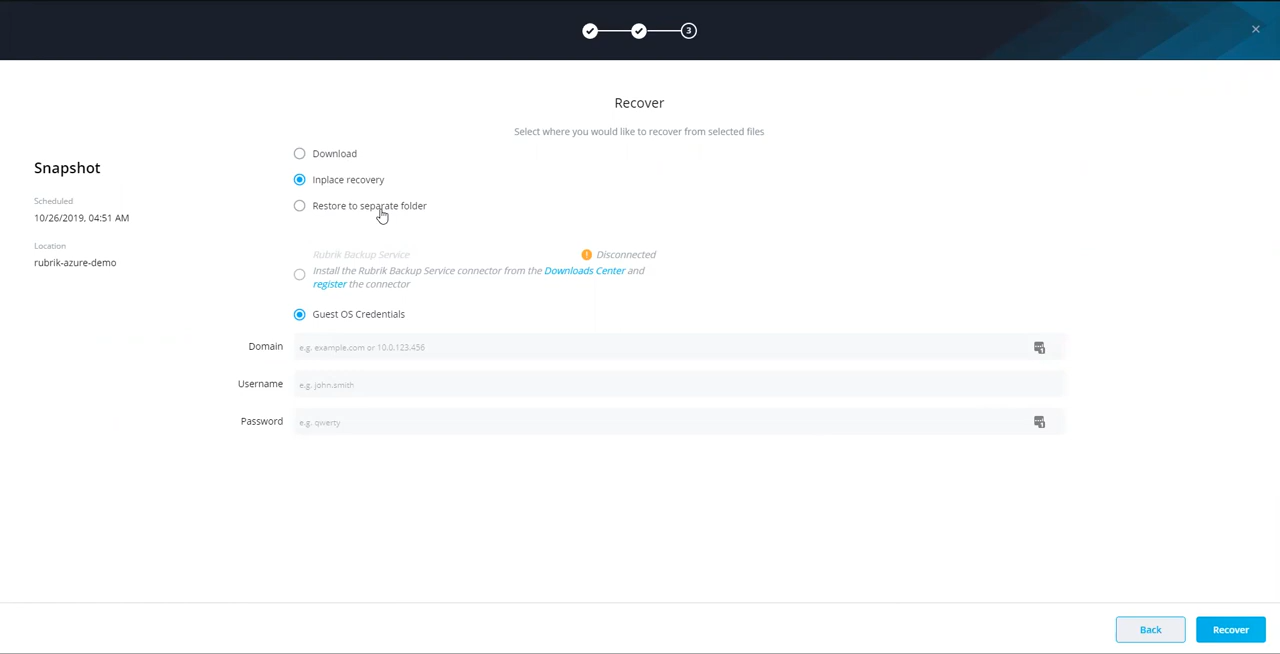 3
Recover
Select where you would like to recover from selected files
Snapshot
Scheduled
10/26/2019, 04:51 AM
Location
rubrik-azure-demo
Download
Inplace recovery
Restore to separate folder
Rubrik Backup Service
! Disconnected
Install the Rubrik Backup Service connector from the Downloads Center and
register the connector
Guest OS Credentials
Domain e.g. example.com or 10.0.123.456
Username e.g. john.smith
Password e.g. qwerty
Back Recover